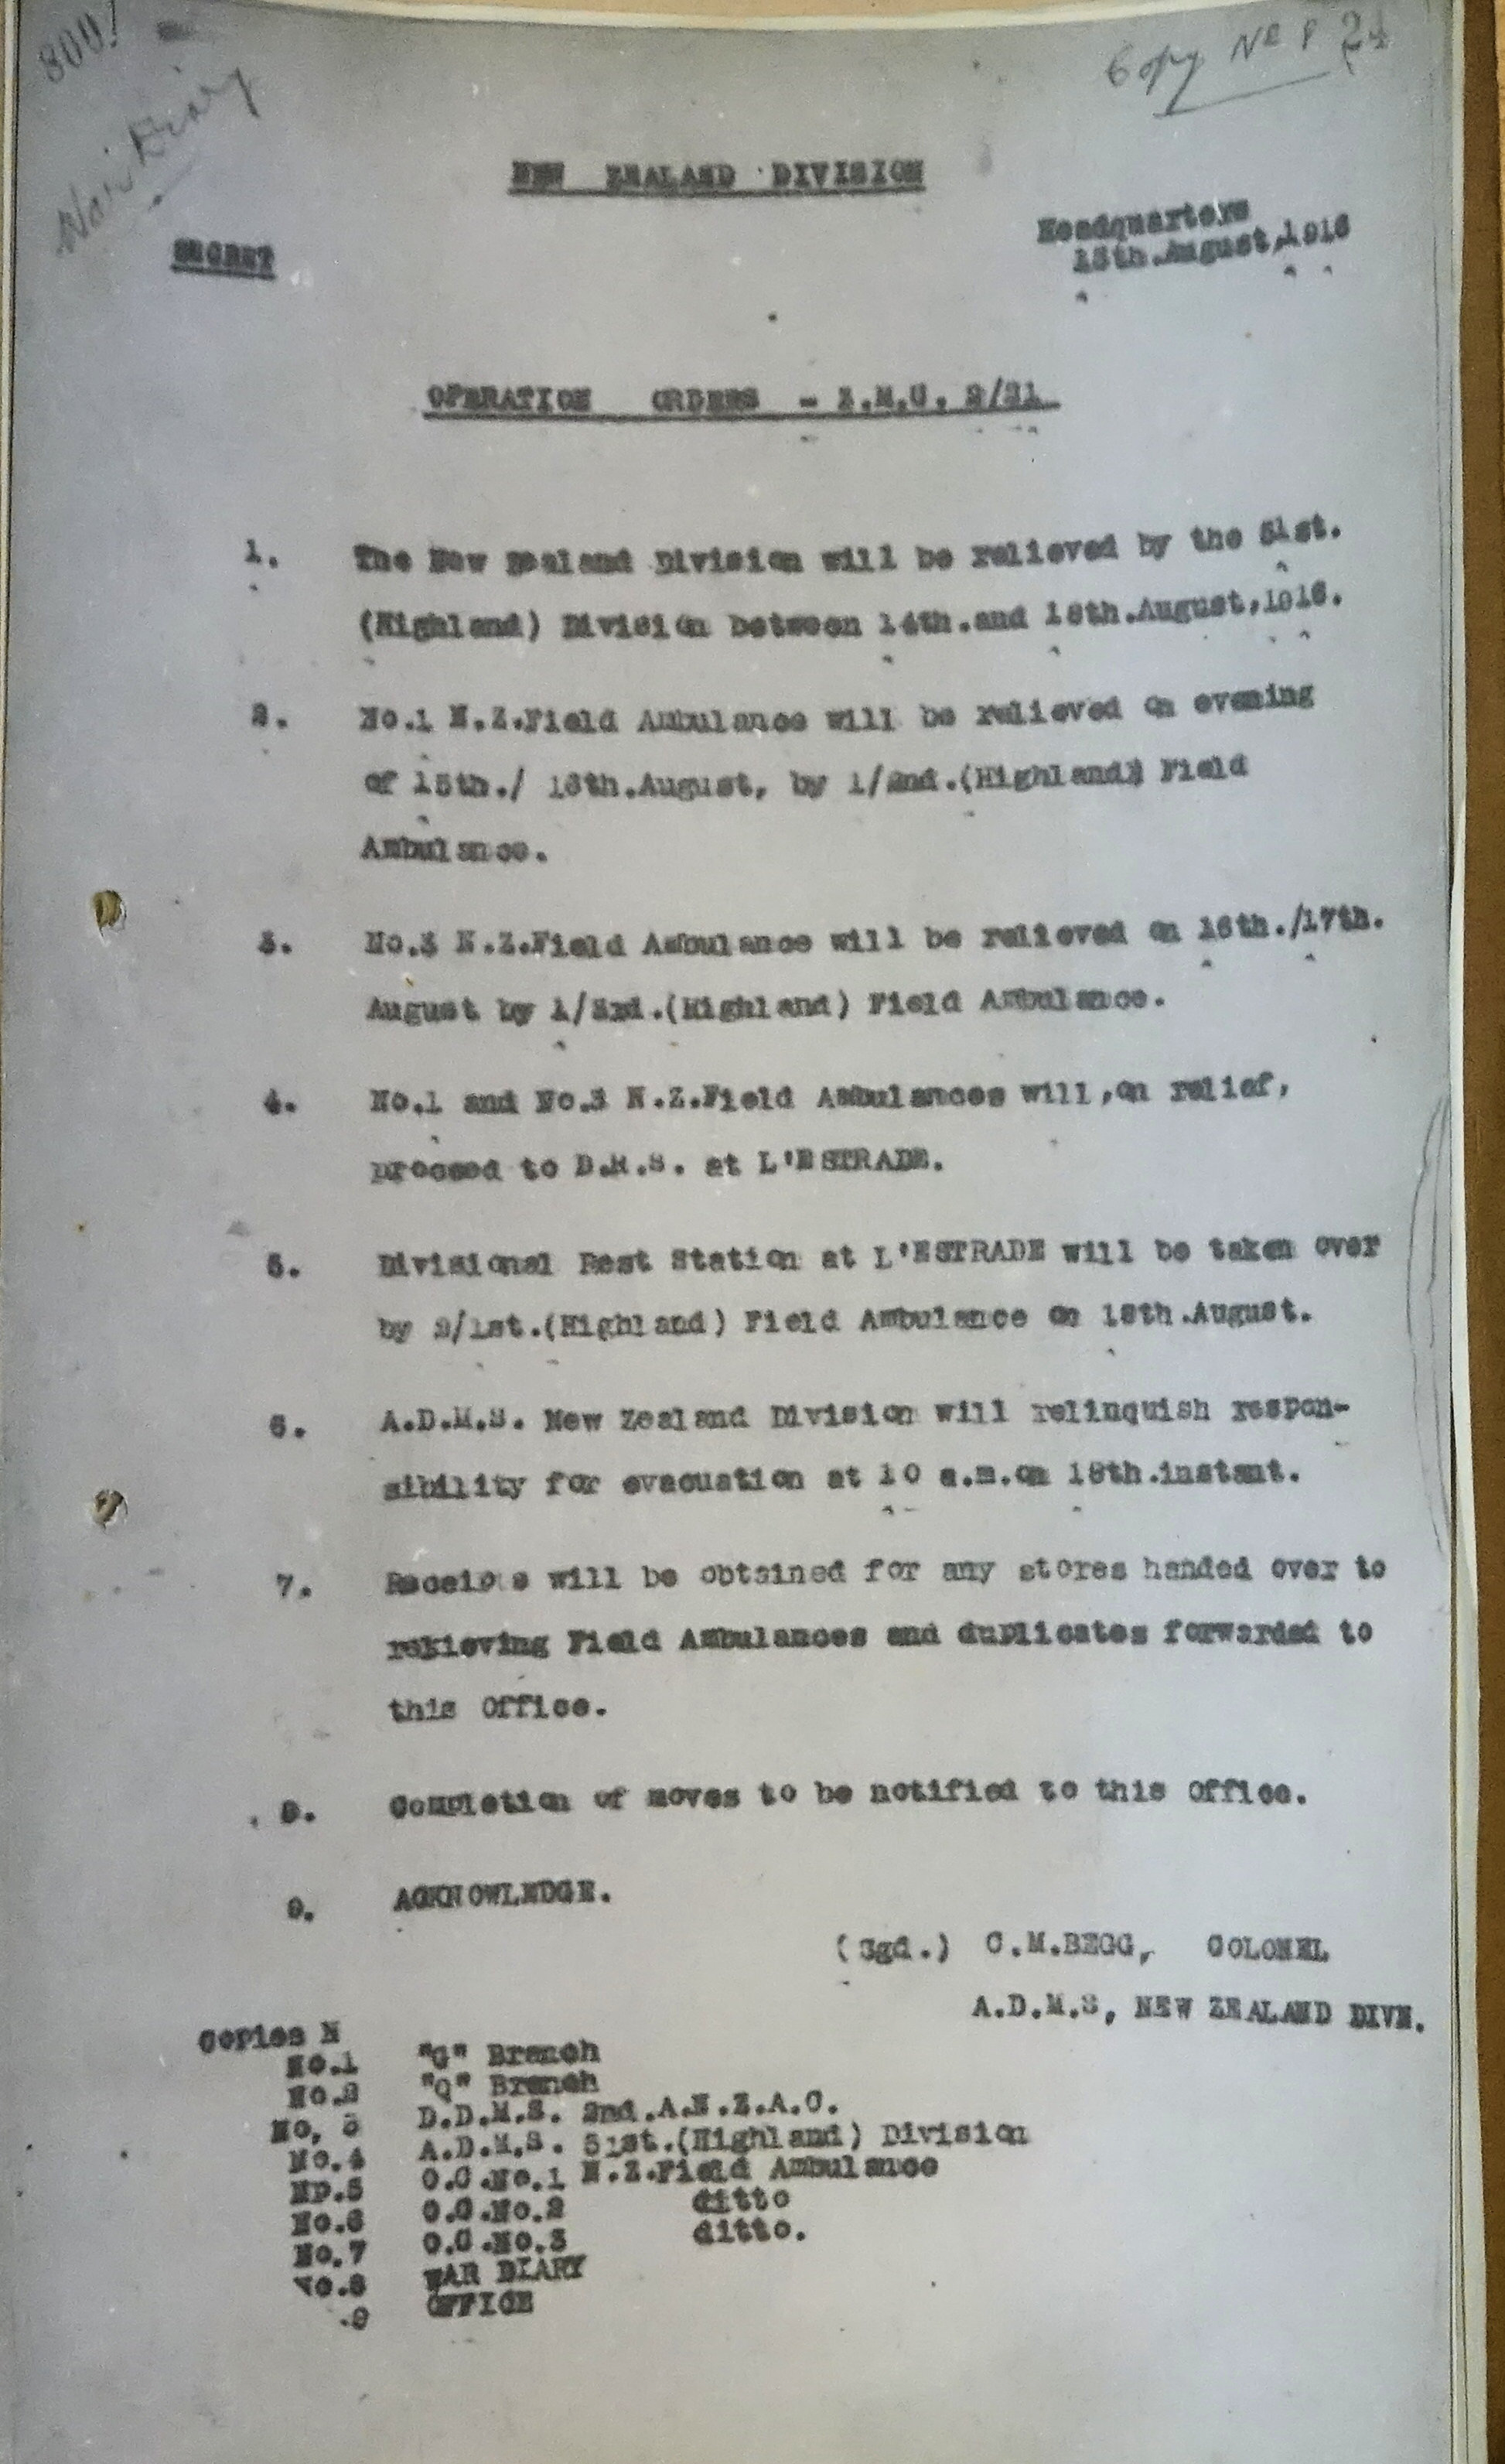 800!
War Diary
Copy No 8 24
NEW ZEALAND DIVISION
Headquarters
SECRET
15th.August,1916
OPERATION ORDERS - Z.M.U. 2/21
1. The New Zealand Division will be relieved by the 51st.
(Highland) Division between 14th.and 18th.August,1916.
2. No.1 N.Z.Field Ambulance will be relieved on evening
of 15th./ 16th.August, by 1/2nd.(Highland) Field
Ambulance.
3. No.3 N.Z.Field Ambulance will be relieved on 16th./17th.
August by 1/3rd.(Highland) Field Ambulance.
4. No.1 and No.3 N.Z.Field Ambulances will,on relief,
proceed to D.R.S. at L'ESTRADE.
5. Divisional Rest Station at L'ESTRADE will be taken over
by 2/1st.(Highland) Field Ambulance on 18th.August.
6. A.D.M.S. New Zealand Division will relinquish respon-
sibility for evacuation at 10 a.m.on 18th.instant.
7. Receipts will be obtained for any stores handed over to
rekieving Field Ambulances and duplicates forwarded to
this Office.
8. Completion of moves to be notified to this Office.
9. ACKNOWLEDGE.
(Sgd.) C.M.BEGG, COLONEL
A.D.M.S, NEW ZEALAND DIVN.
Copies N
No.1 "G" Branch
No.2 "Q" Branch
No, 3 D.D.M.S. 2nd.A.N.Z.A.C.
No.4 A.D.M.S. 51st.(Highland) Division
No.5 O.C.No.1 N.Z.Field Ambulance
No.6 O.C.No.2 ditto
No.7 O.C.No.3 ditto.
No.8 WAR DIARY
.9 OFFICE